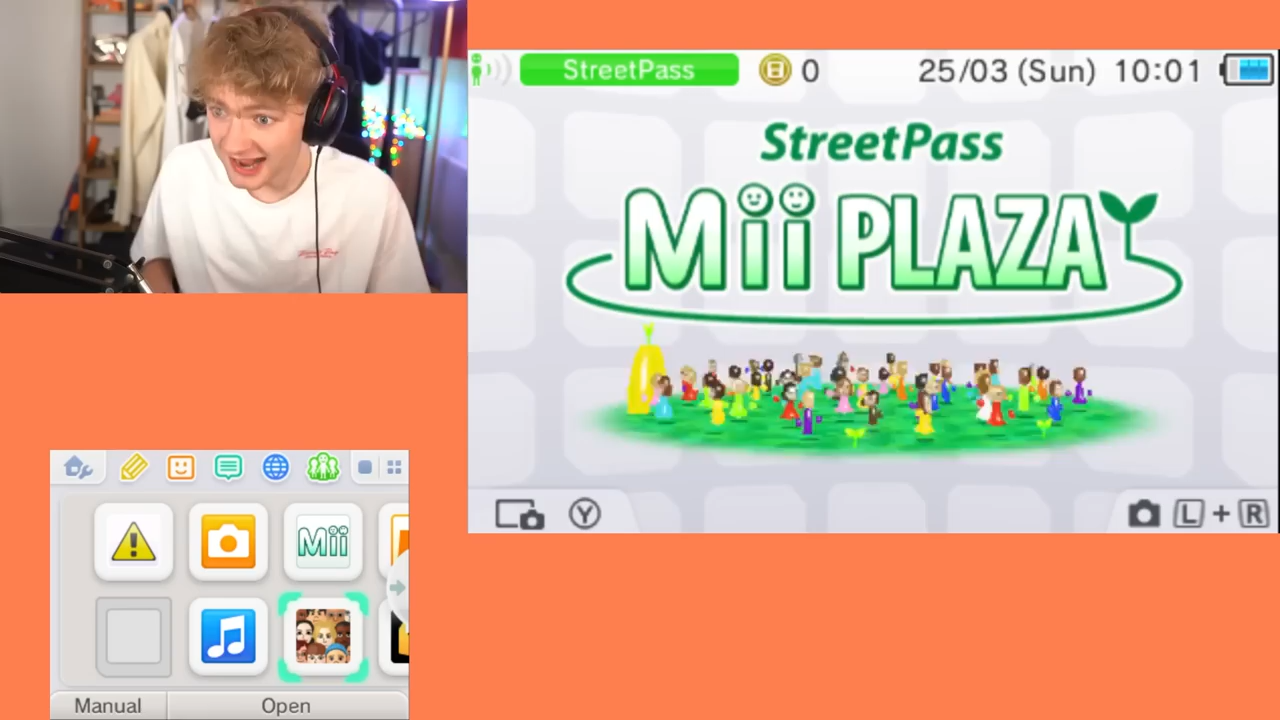 StreetPass
0
25/03 (Sun) 10:01
StreetPass
Mii PLAZA
Y
L + R
Mii
Manual
Open